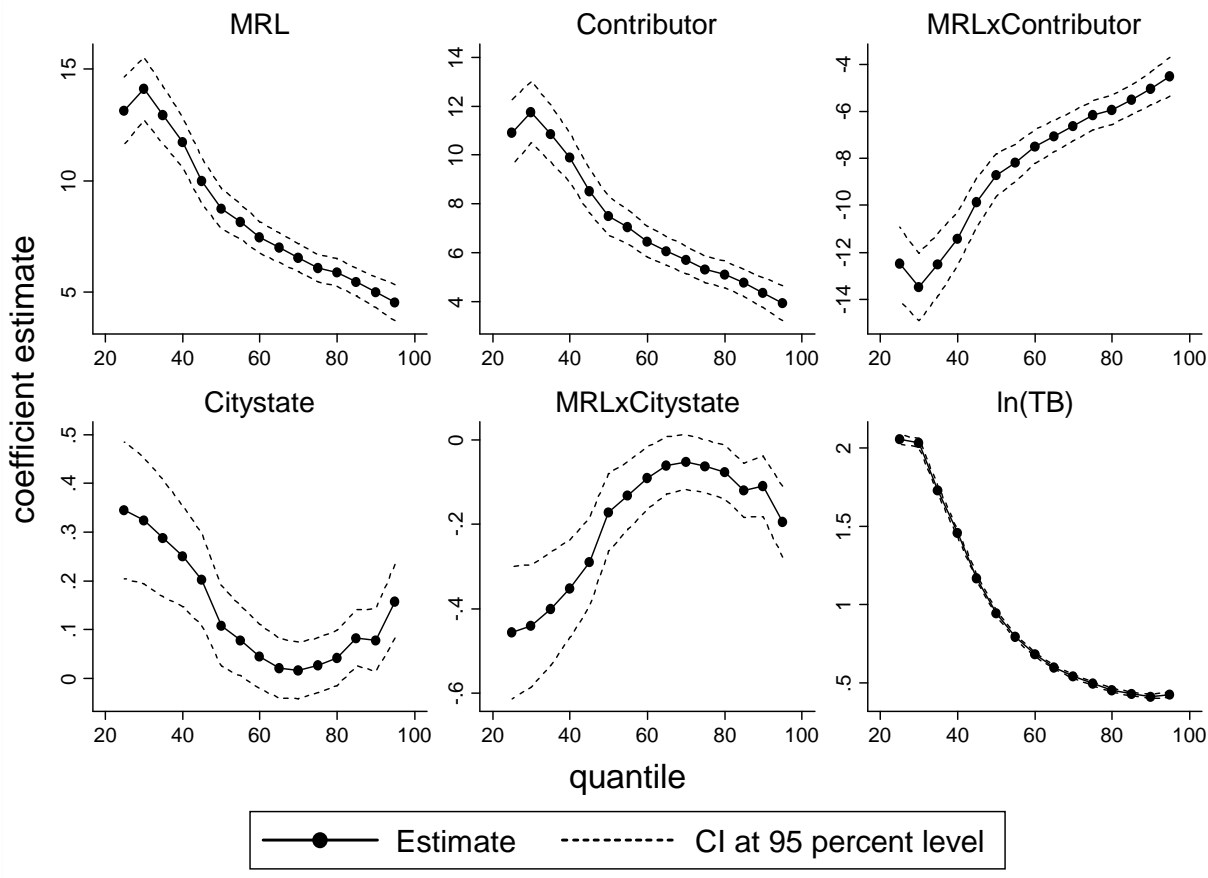 MRL
Contributor
MRLxContributor
15
10
5
20 40 60 80 100
14
12
10
8
6
4
20 40 60 80 100
-4
-6
-8
-10
-12
-14
20 40 60 80 100
coefficient estimate
Citystate
MRLxCitystate
ln(TB)
.5
.4
.3
.2
.1
0
20 40 60 80 100
0
-.2
-.4
-.6
20 40 60 80 100
2
1.5
1
.5
20 40 60 80 100
quantile
Estimate
CI at 95 percent level